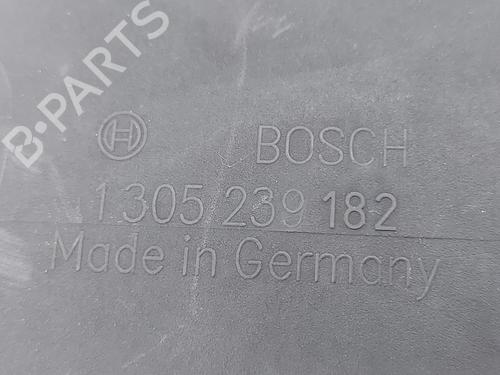 B-PARTS
BOSCH
1 305 239 182
Made in Germany